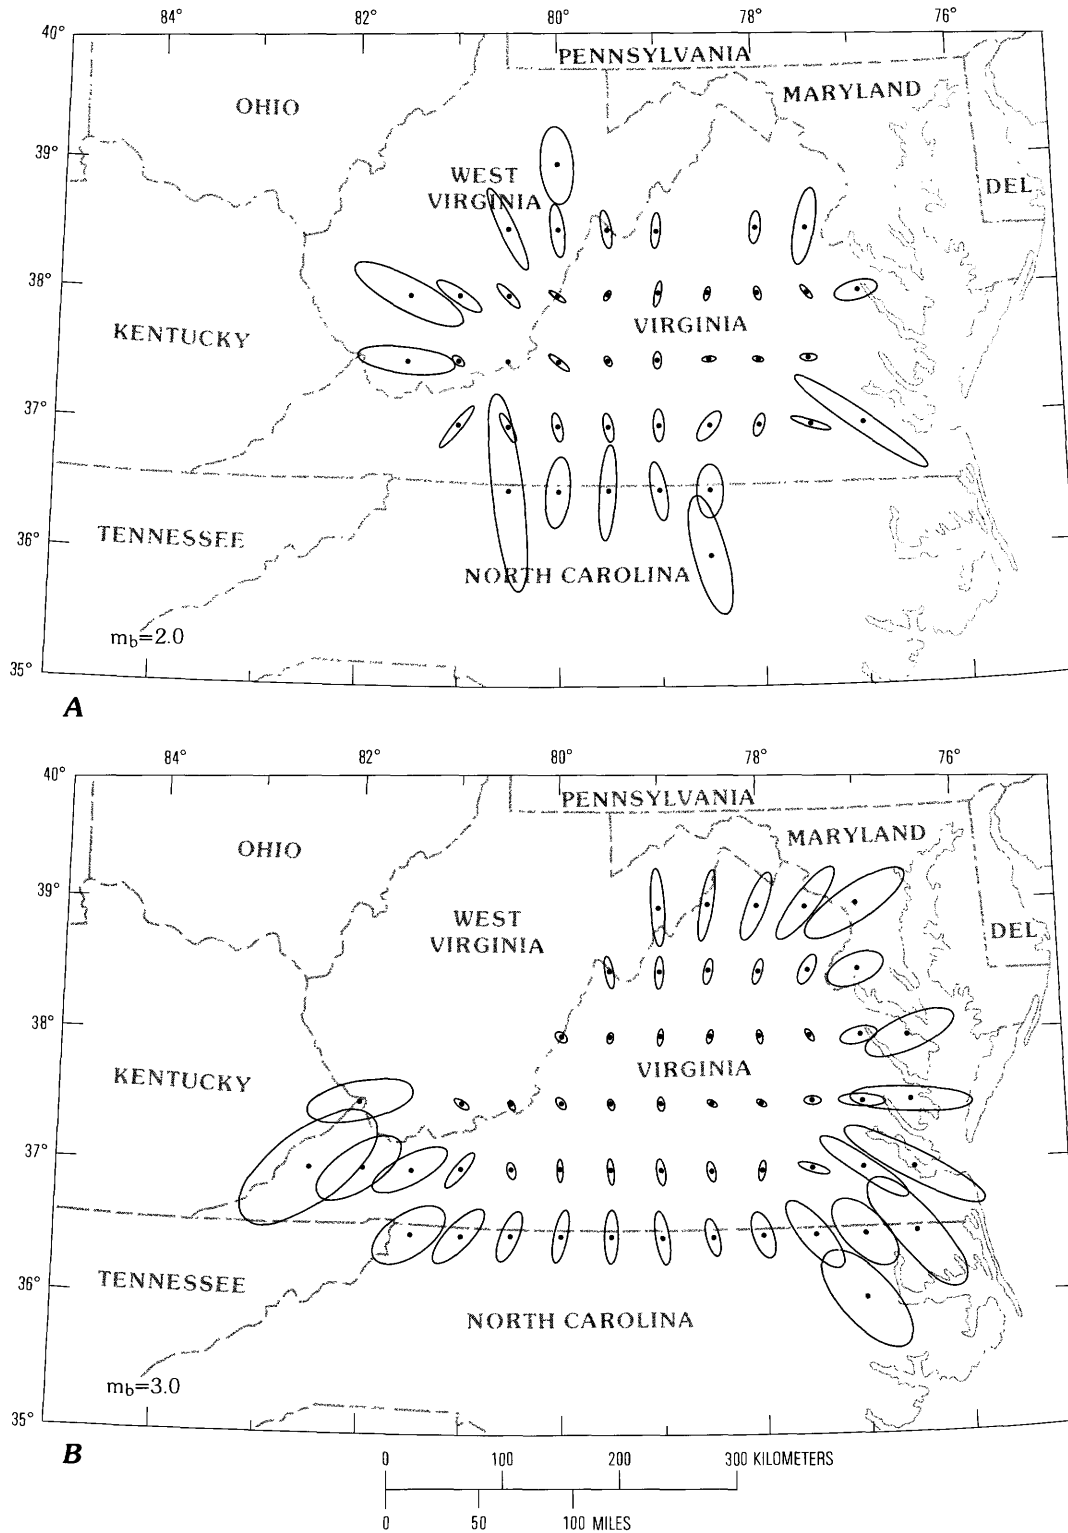 84° 82° 80° 78° 76°
40°
PENNSYLVANIA
OHIO
MARYLAND
39°
WEST
VIRGINIA
DEL
38°
KENTUCKY
VIRGINIA
37°
36°
TENNESSEE
NORTH CAROLINA
mb=2.0
35°
A
84° 82° 80° 78° 76°
40°
PENNSYLVANIA
OHIO
MARYLAND
39°
WEST
VIRGINIA
DEL
38°
KENTUCKY
VIRGINIA
37°
36°
TENNESSEE
NORTH CAROLINA
mb=3.0
35°
B
0 100 200 300 KILOMETERS
0 50 100 MILES